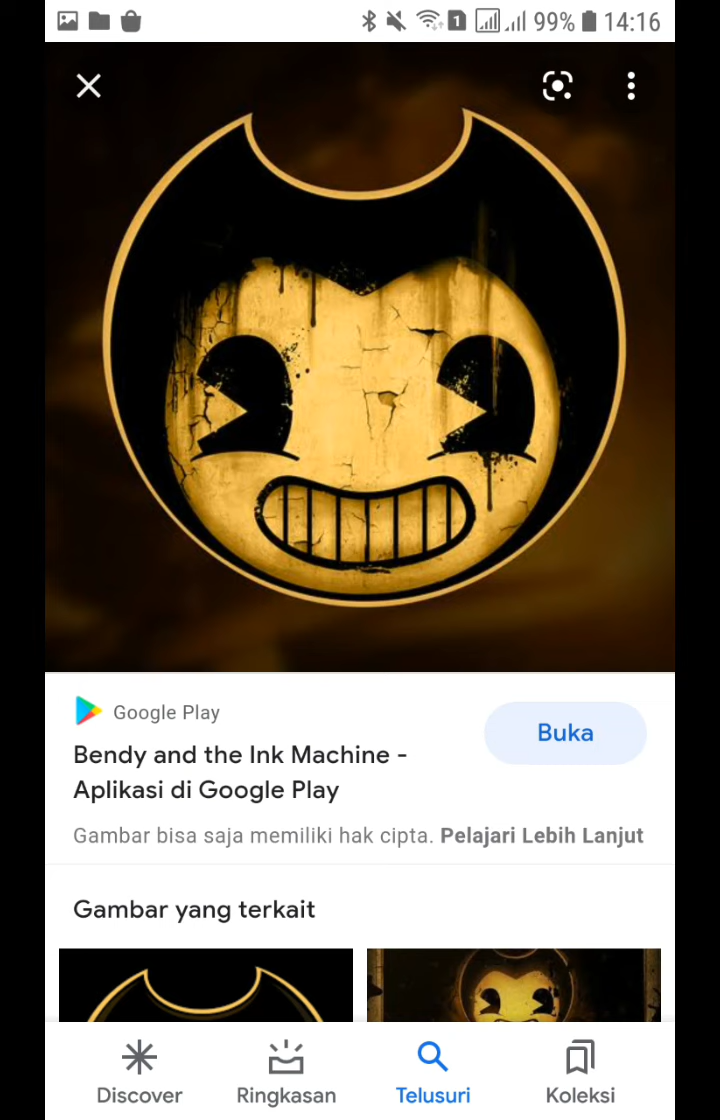 1 99% 14:16
Google Play
Buka
Bendy and the Ink Machine -
Aplikasi di Google Play
Gambar bisa saja memiliki hak cipta. Pelajari Lebih Lanjut
Gambar yang terkait
Discover Ringkasan Telusuri Koleksi